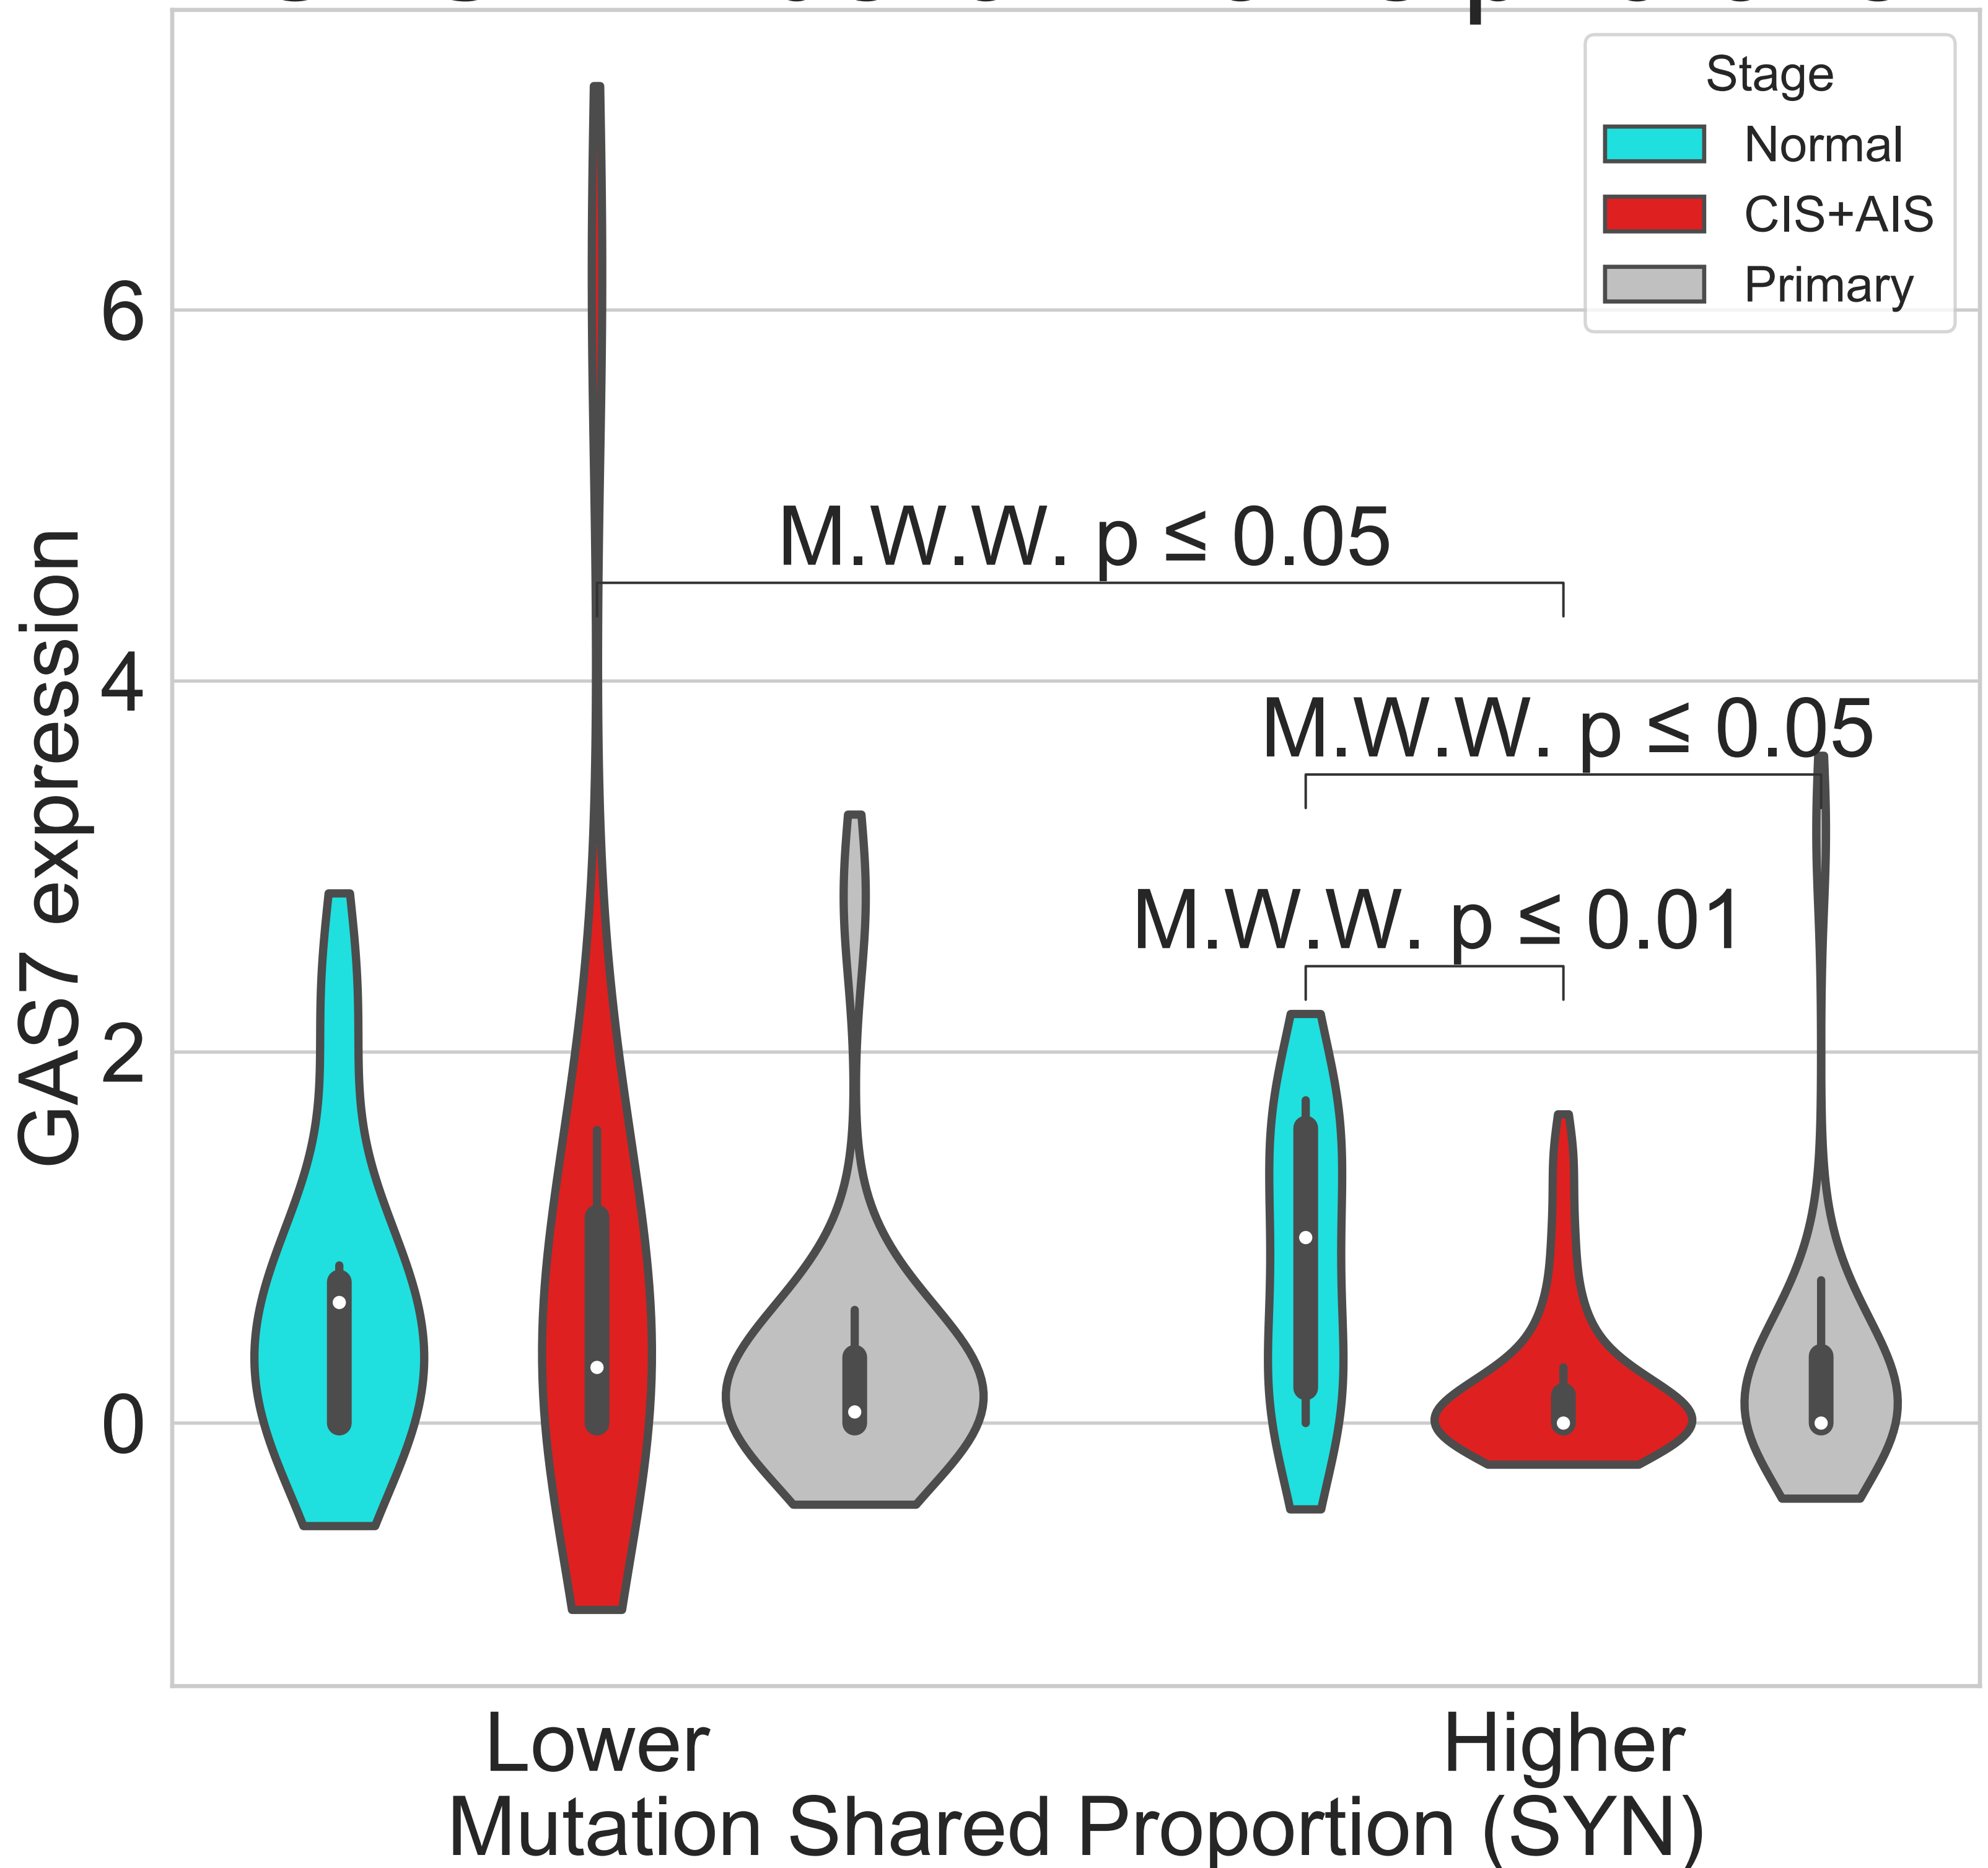 Stage
Normal
CIS+AIS
Primary
6
4
2
0
GAS7 expression
M.W.W. p ≤ 0.05
M.W.W. p ≤ 0.05
M.W.W. p ≤ 0.01
Lower
Higher
Mutation Shared Proportion (SYN)